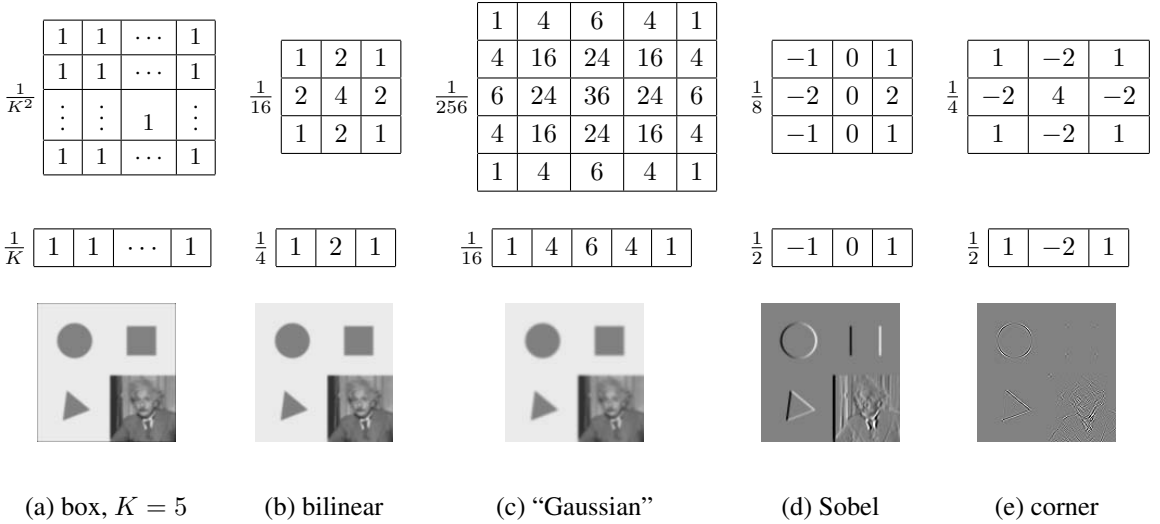 1/K² 1 1 ⋯ 1
1 1 ⋯ 1
⋮ ⋮ 1 ⋮
1 1 ⋯ 1
1/16 1 2 1
2 4 2
1 2 1
1/256 1 4 6 4 1
4 16 24 16 4
6 24 36 24 6
4 16 24 16 4
1 4 6 4 1
1/8 −1 0 1
−2 0 2
−1 0 1
1/4 1 −2 1
−2 4 −2
1 −2 1
1/K 1 1 ⋯ 1
1/4 1 2 1
1/16 1 4 6 4 1
1/2 −1 0 1
1/2 1 −2 1
(a) box, K = 5
(b) bilinear
(c) “Gaussian”
(d) Sobel
(e) corner